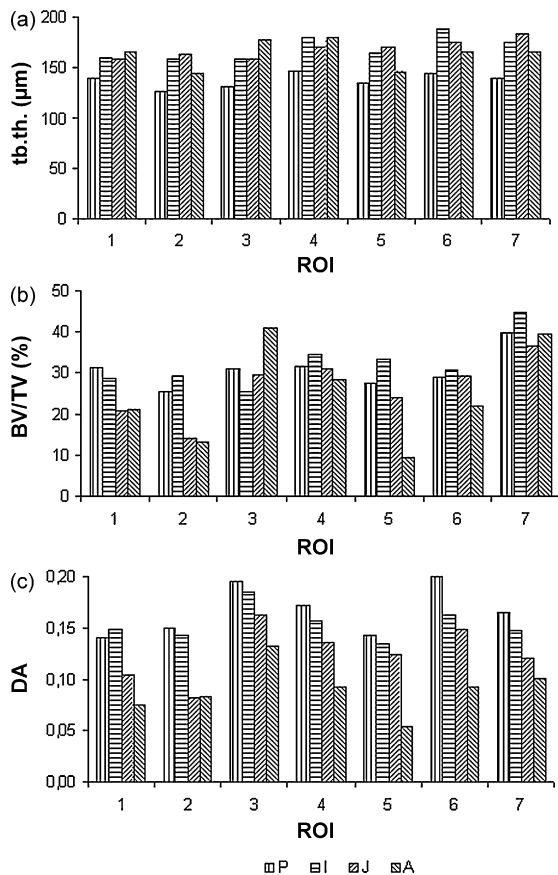 (a)
tb.th. (µm)
200
150
100
50
0
1 2 3 4 5 6 7
ROI
(b)
BV/TV (%)
50
40
30
20
10
0
1 2 3 4 5 6 7
ROI
(c)
DA
0,20
0,15
0,10
0,05
0,00
1 2 3 4 5 6 7
ROI
P I J A